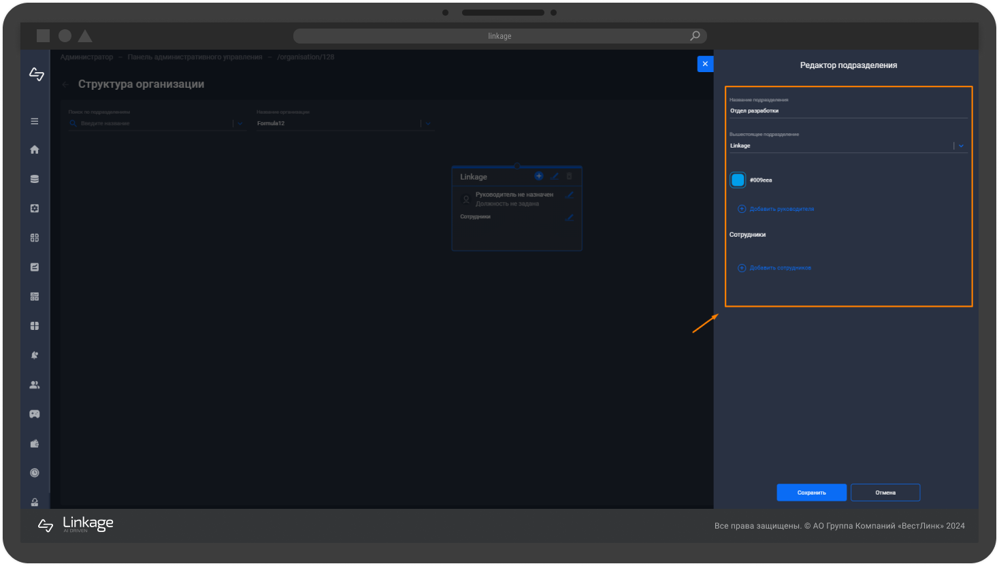 linkage
Администратор – Панель административного управления – /organisation/128
Структура организации
Поиск по подразделениям
Введите название
Название организации
Formula12
Linkage
Руководитель не назначен
Должность не задана
Сотрудники
Редактор подразделения
Название подразделения
Отдел разработки
Вышестоящее подразделение
Linkage
#009eea
Добавить руководителя
Сотрудники
Добавить сотрудников
Сохранить
Отмена
Linkage
AI DRIVEN
Все права защищены. © АО Группа Компаний «ВестЛинк» 2024